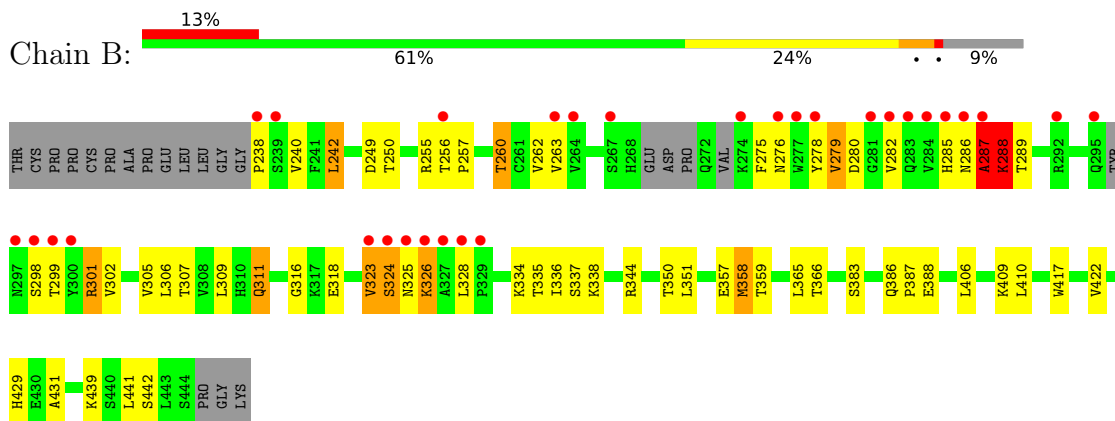 13%
Chain B:
61% 24% • • 9%
THR CYS PRO PRO CYS PRO ALA PRO GLU LEU LEU GLY GLY P238 S239 V240 F241 L242 D249 T250 R255 T256 P257 T260 C261 V262 V263 V264 S267 H268 GLU ASP PRO Q272 VAL K274 F275 N276 W277 Y278 V279 D280 G281 V282 Q283 V284 H285 N286 A287 K288 T289 R292 Q295 TYR
N297 S298 T299 Y300 R301 V302 V305 L306 T307 V308 L309 H310 Q311 G316 K317 E318 V323 S324 N325 K326 A327 L328 P329 K334 T335 I336 S337 K338 R344 T350 L351 E357 M358 T359 L365 T366 S383 Q386 P387 E388 L406 K409 L410 W417 V422
H429 E430 A431 K439 S440 L441 S442 L443 S444 PRO GLY LYS